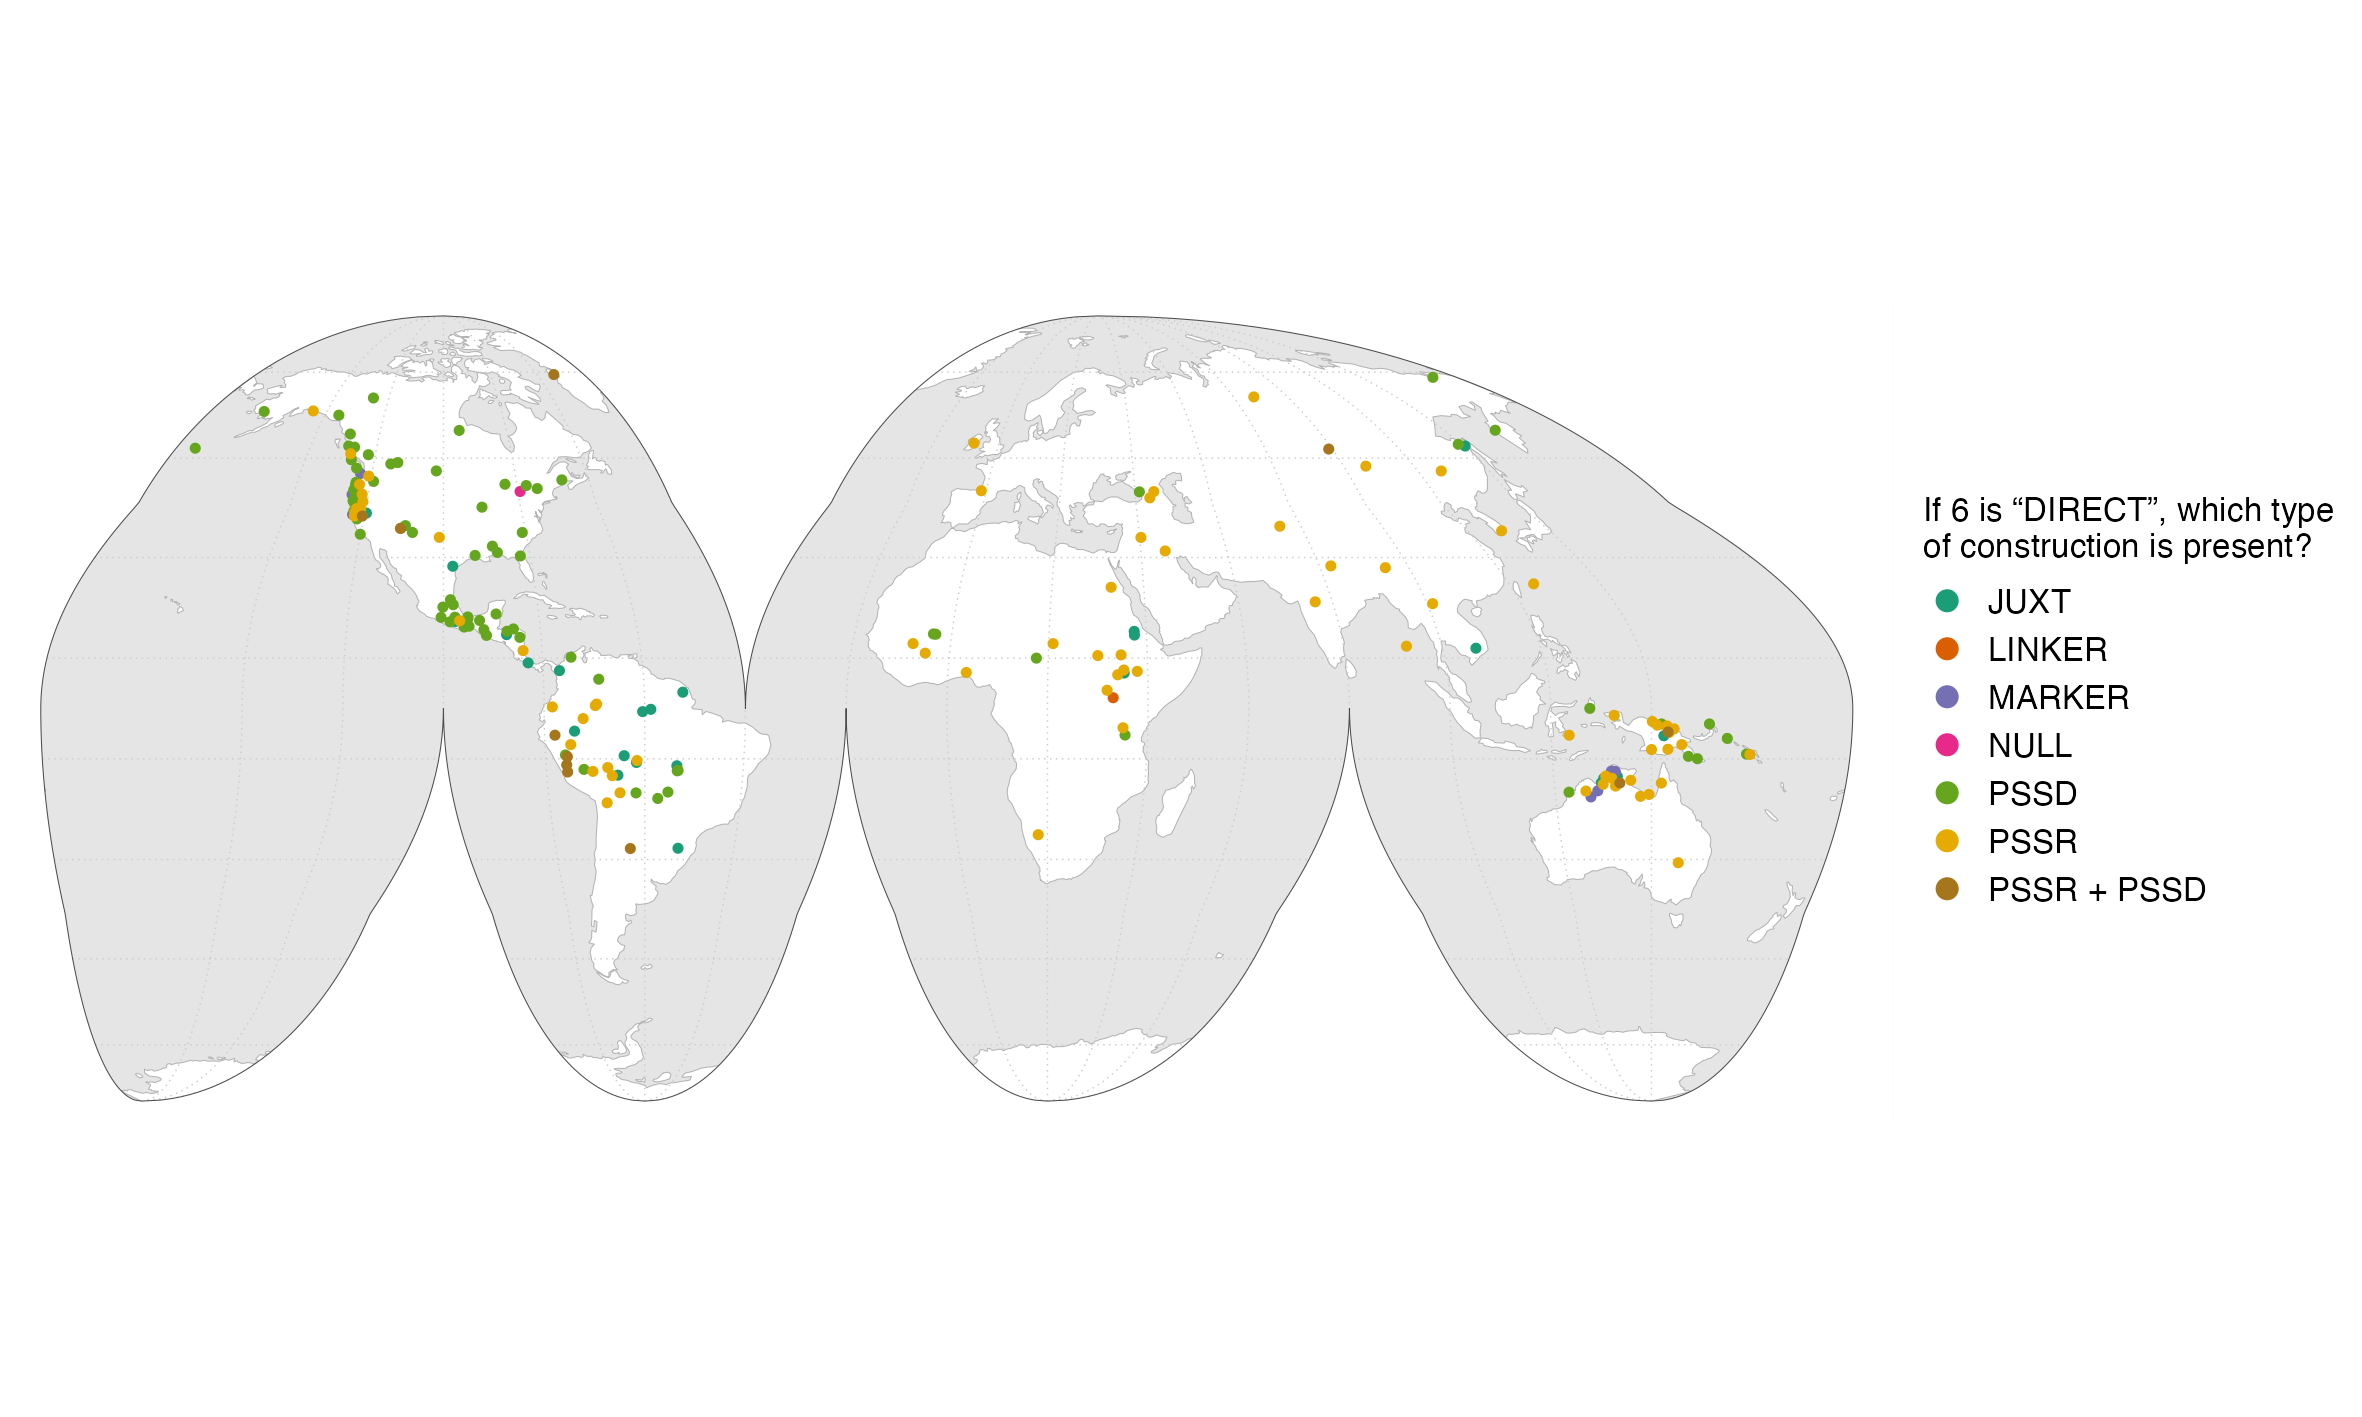 If 6 is “DIRECT”, which type
of construction is present?
JUXT
LINKER
MARKER
NULL
PSSD
PSSR
PSSR + PSSD